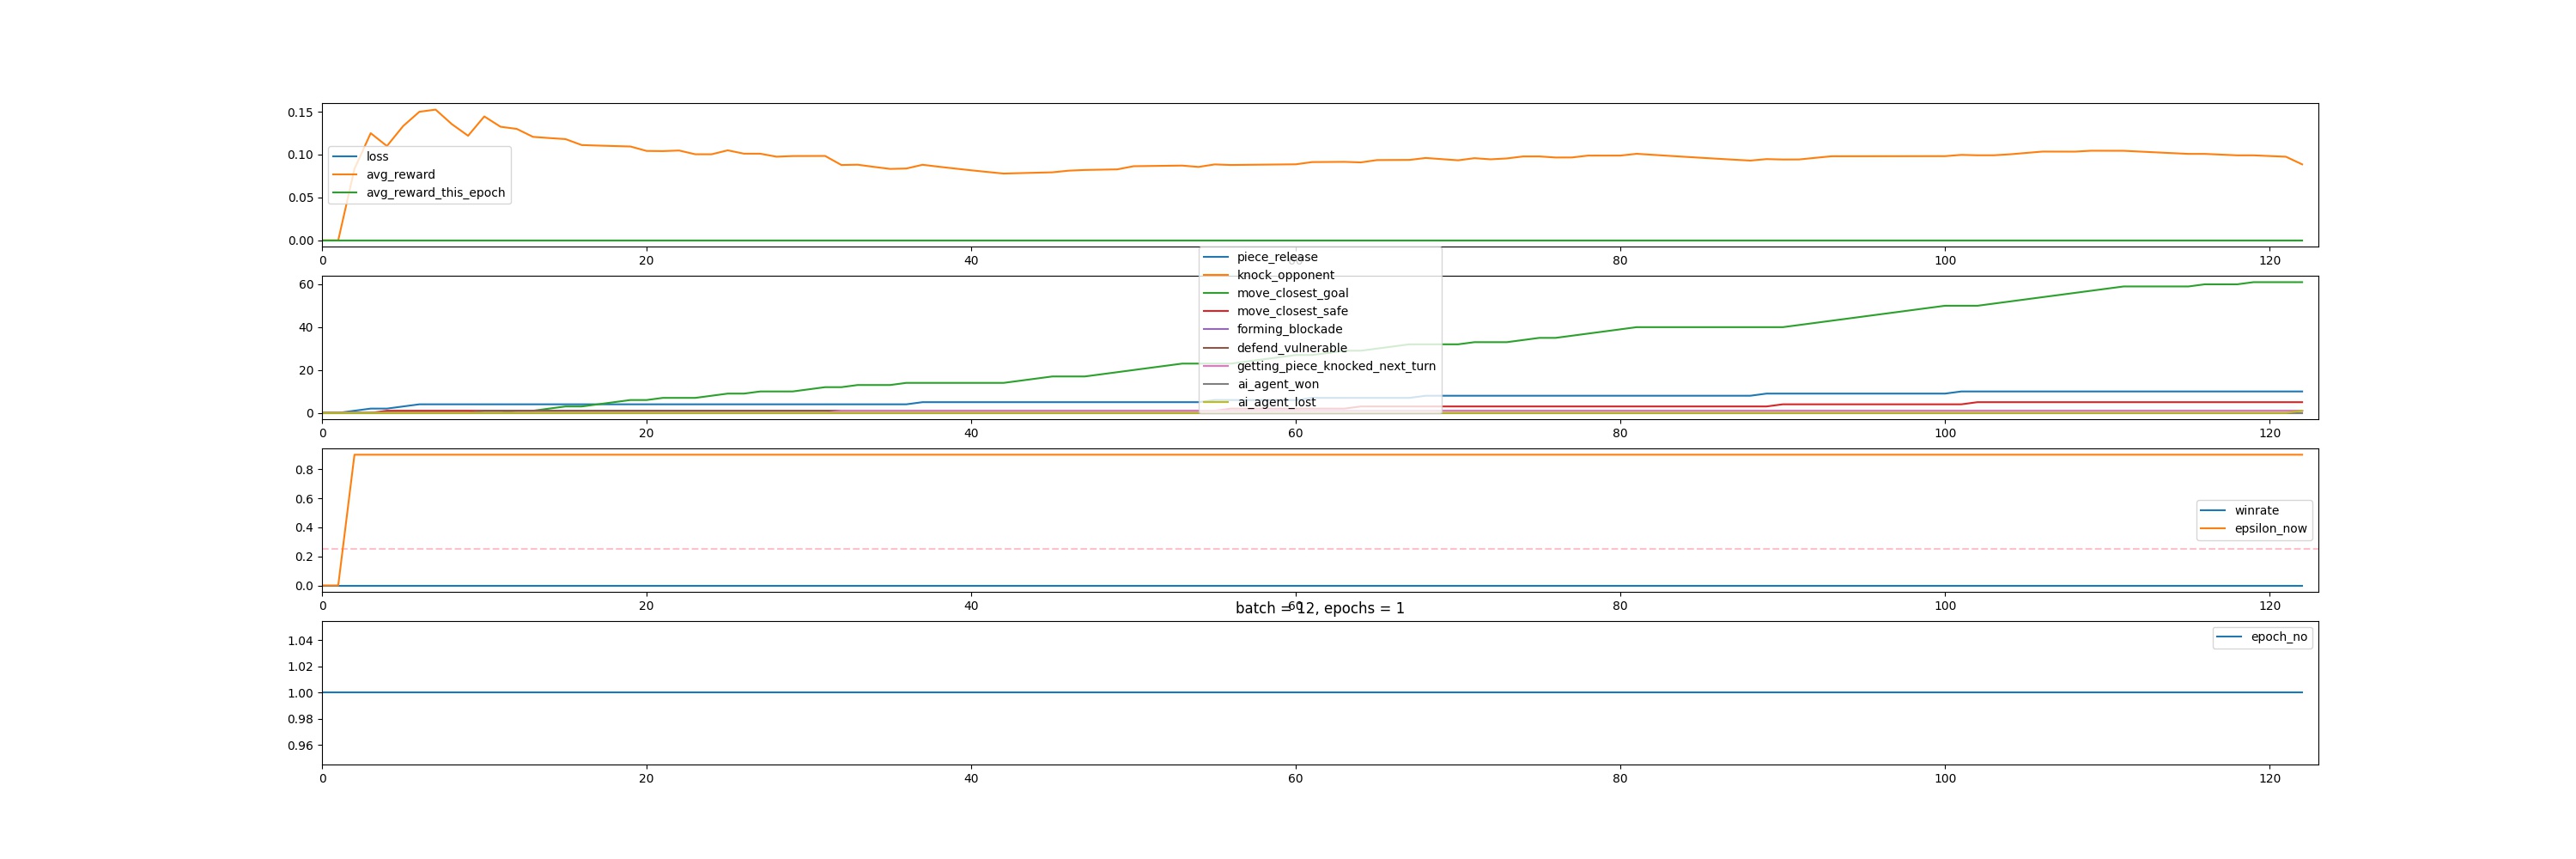 0.15
0.10
0.05
0.00
loss
avg_reward
avg_reward_this_epoch
0 20 40 60 80 100 120
60
40
20
0
piece_release
knock_opponent
move_closest_goal
move_closest_safe
forming_blockade
defend_vulnerable
getting_piece_knocked_next_turn
ai_agent_won
ai_agent_lost
0 20 40 60 80 100 120
0.8
0.6
0.4
0.2
0.0
winrate
epsilon_now
0 20 40 60 80 100 120
batch = 12, epochs = 1
1.04
1.02
1.00
0.98
0.96
epoch_no
0 20 40 60 80 100 120